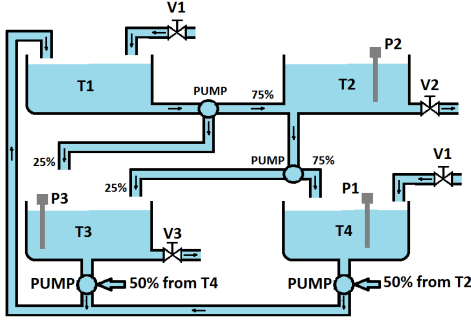 V1
P2
T1
PUMP
75%
T2
V2
25%
PUMP
75%
V1
25%
P3
P1
T3
V3
T4
PUMP
50% from T4
PUMP
50% from T2